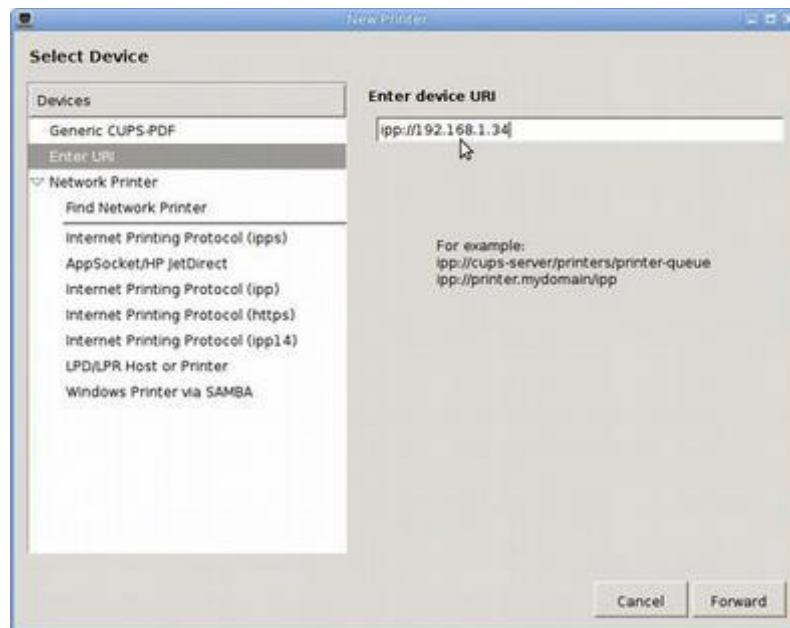 New Printer
Select Device
Devices
Generic CUPS-PDF
Enter URI
Network Printer
Find Network Printer
Internet Printing Protocol (ipps)
AppSocket/HP JetDirect
Internet Printing Protocol (ipp)
Internet Printing Protocol (https)
Internet Printing Protocol (ipp14)
LPD/LPR Host or Printer
Windows Printer via SAMBA
Enter device URI
ipp://192.168.1.34
For example:
ipp://cups-server/printers/printer-queue
ipp://printer.mydomain/ipp
Cancel
Forward